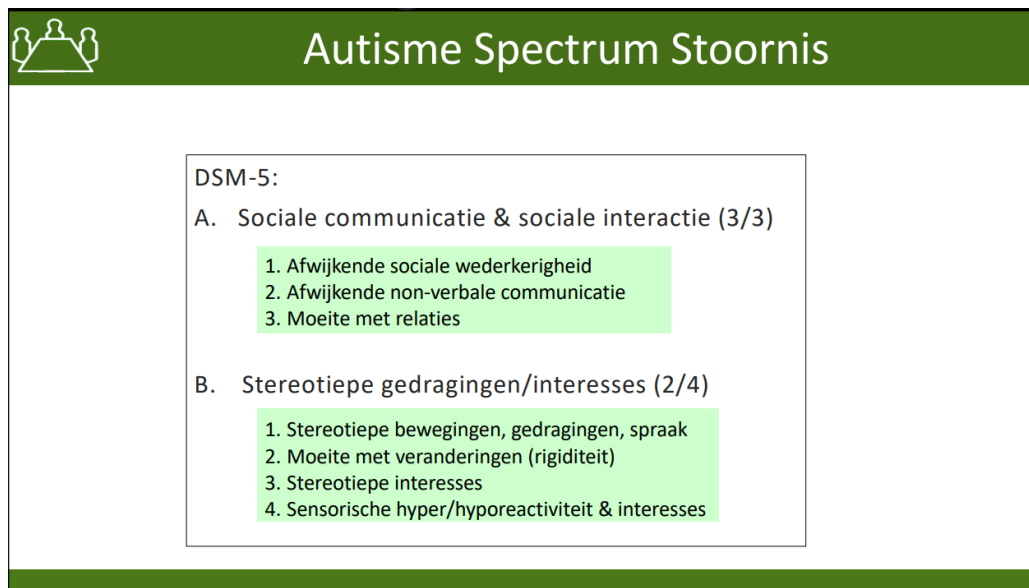 Autisme Spectrum Stoornis
DSM-5:
A. Sociale communicatie & sociale interactie (3/3)
1. Afwijkende sociale wederkerigheid
2. Afwijkende non-verbale communicatie
3. Moeite met relaties
B. Stereotiepe gedragingen/interesses (2/4)
1. Stereotiepe bewegingen, gedragingen, spraak
2. Moeite met veranderingen (rigiditeit)
3. Stereotiepe interesses
4. Sensorische hyper/hyporeactiviteit & interesses